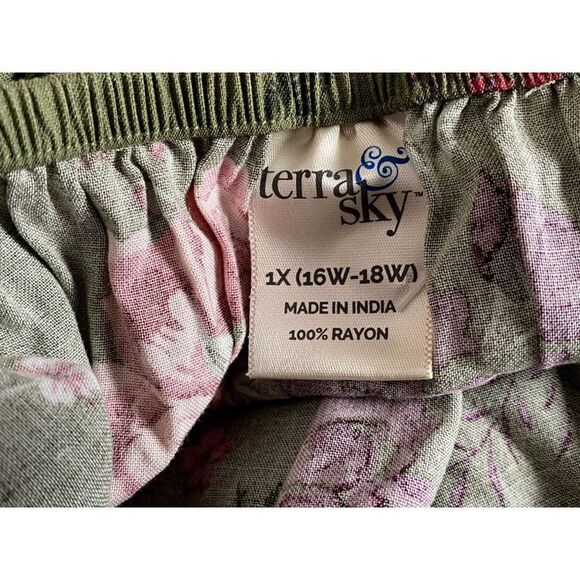 terra &
sky™
1X (16W-18W)
MADE IN INDIA
100% RAYON